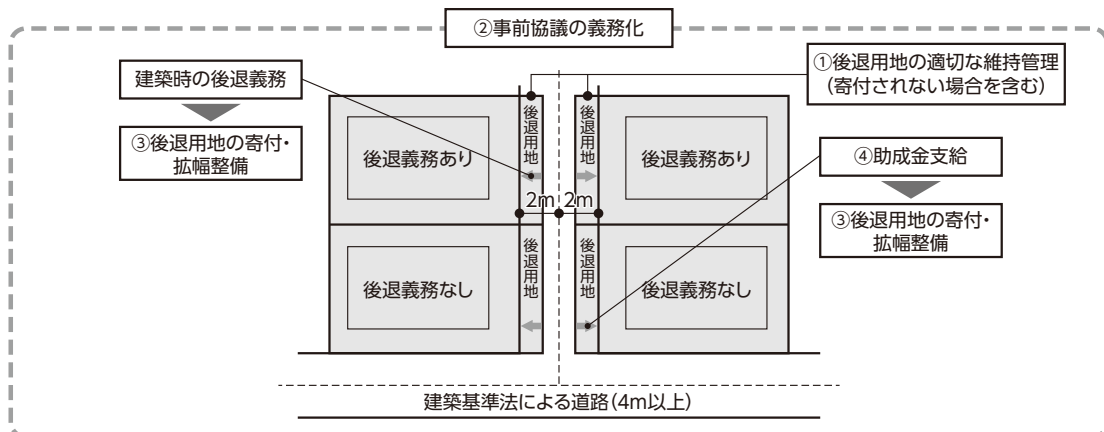 ②事前協議の義務化
建築時の後退義務
③後退用地の寄付・
拡幅整備
①後退用地の適切な維持管理
(寄付されない場合を含む)
後退用地
後退用地
後退義務あり
後退義務あり
④助成金支給
③後退用地の寄付・
拡幅整備
2m 2m
後退用地
後退用地
後退義務なし
後退義務なし
建築基準法による道路(4m以上)